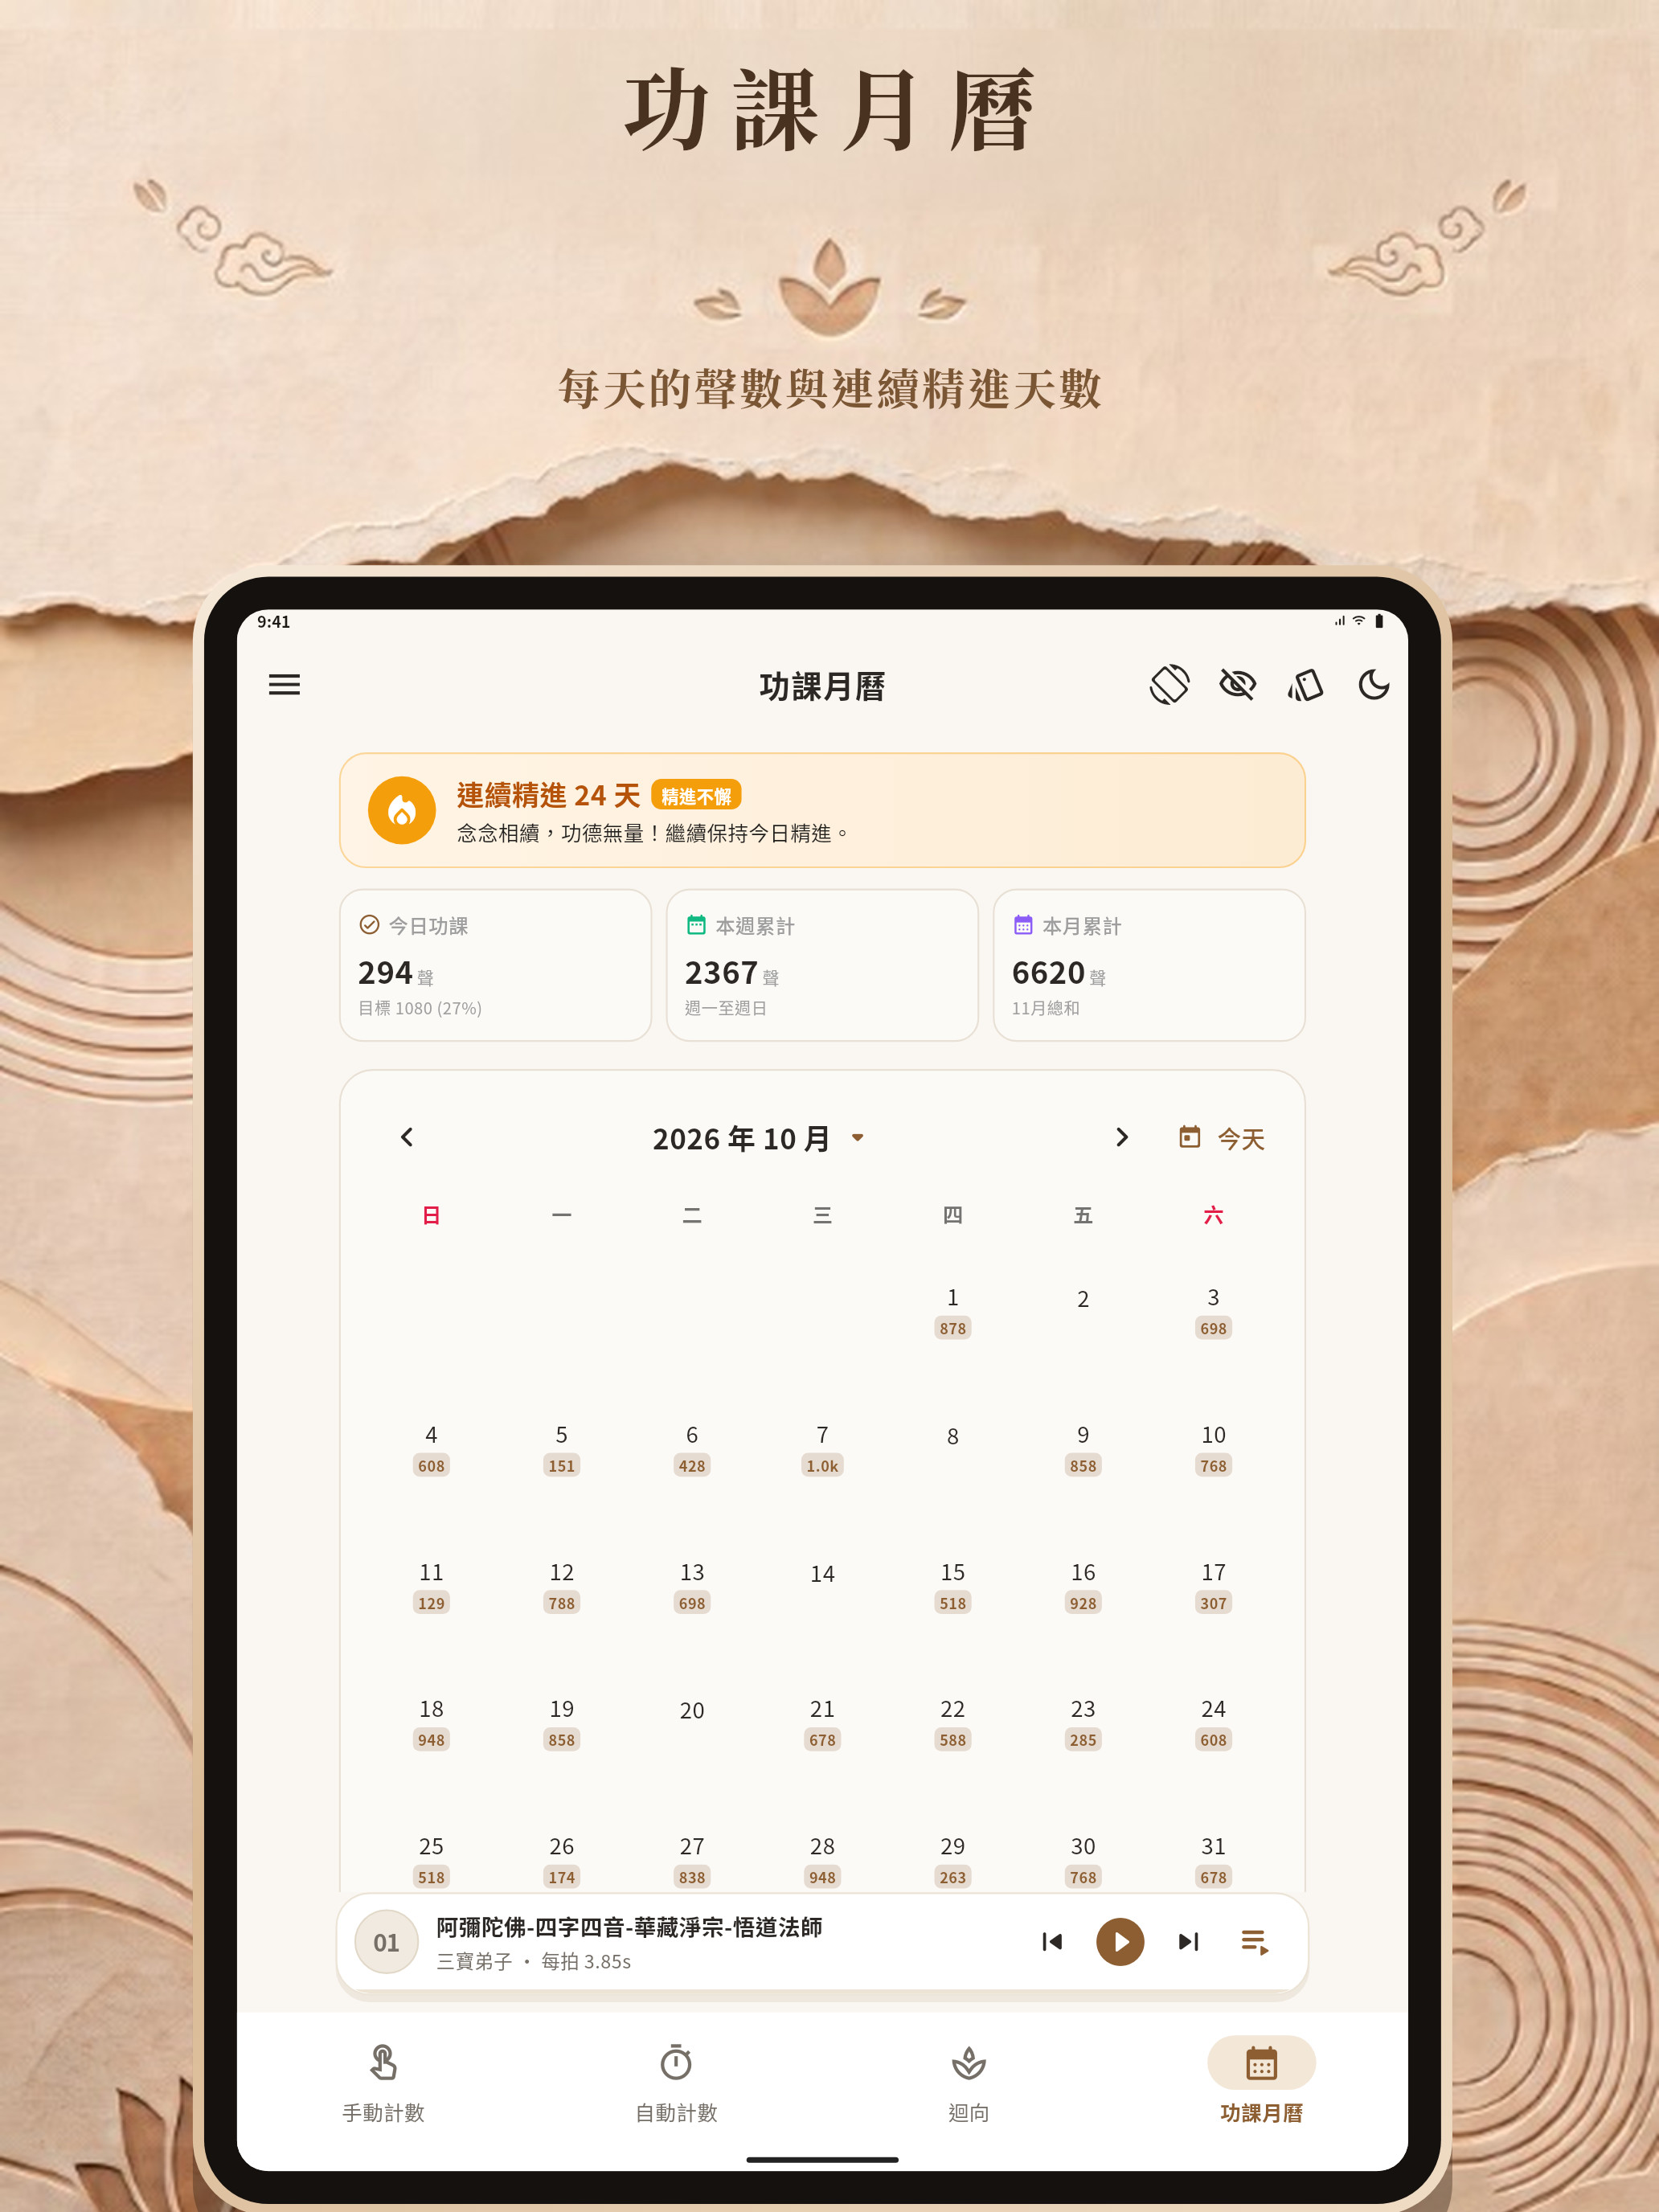 功課月曆
每天的聲數與連續精進天數
9:41
功課月曆
連續精進 24 天 精進不懈
念念相續，功德無量！繼續保持今日精進。
今日功課 本週累計 本月累計
294 聲 2367 聲 6620 聲
目標 1080 (27%) 週一至週日 11月總和
2026 年 10 月 今天
日 一 二 三 四 五 六
1 2 3
878 698
4 5 6 7 8 9 10
608 151 428 1.0k 858 768
11 12 13 14 15 16 17
129 788 698 518 928 307
18 19 20 21 22 23 24
948 858 678 588 285 608
25 26 27 28 29 30 31
518 174 838 948 263 768 678
01 阿彌陀佛-四字四音-華藏淨宗-悟道法師
三寶弟子 • 每拍 3.85s
手動計數 自動計數 迴向 功課月曆